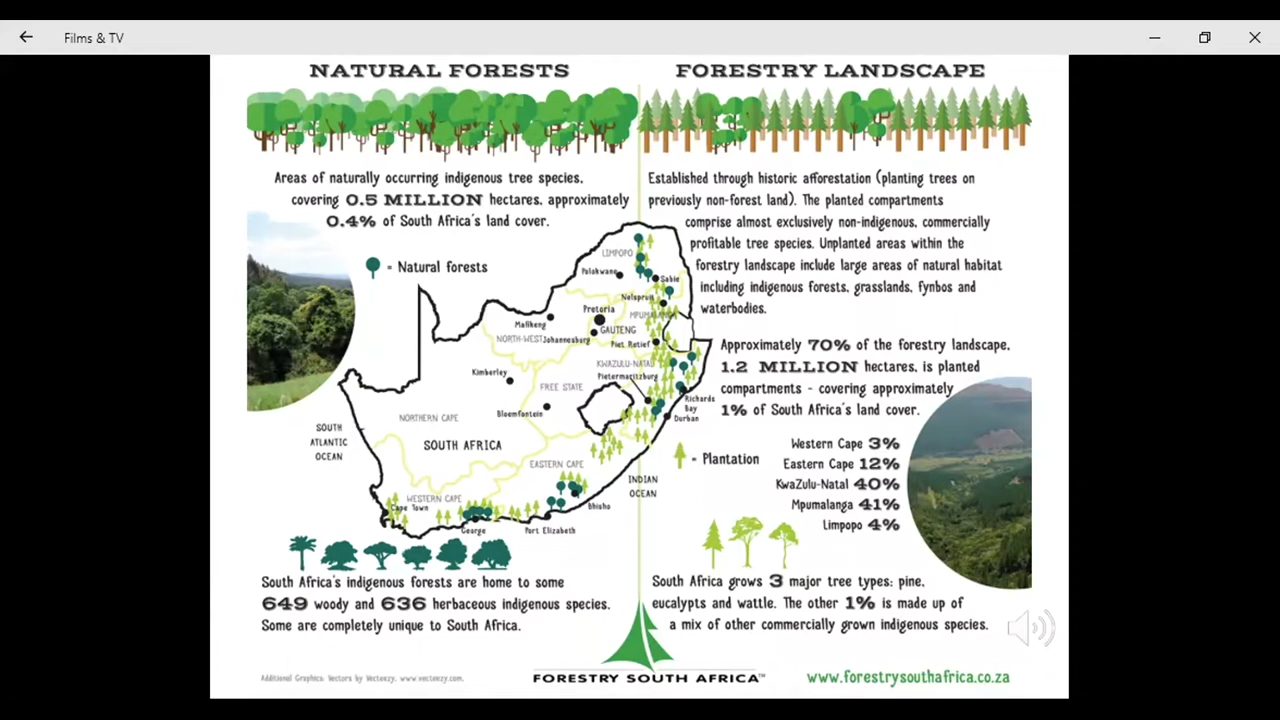 Films & TV
NATURAL FORESTS
Areas of naturally occurring indigenous tree species,
covering 0.5 MILLION hectares, approximately
0.4% of South Africa's land cover.
= Natural forests
FORESTRY LANDSCAPE
Established through historic afforestation (planting trees on
previously non-forest land). The planted compartments
comprise almost exclusively non-indigenous, commercially
profitable tree species. Unplanted areas within the
forestry landscape include large areas of natural habitat
including indigenous forests, grasslands, fynbos and
waterbodies.
Approximately 70% of the forestry landscape,
1.2 MILLION hectares, is planted
compartments - covering approximately
1% of South Africa's land cover.
Western Cape 3%
Eastern Cape 12%
KwaZulu-Natal 40%
Mpumalanga 41%
Limpopo 4%
LIMPOPO
Polokwane
Sabie
Nelspruit
Pretoria
MPUMALANGA
Mafikeng
GAUTENG
NORTH-WEST
Johannesburg
Piet Retief
KWAZULU-NATAL
Kimberley
Pietermaritzburg
FREE STATE
Richards
Bay
Bloemfontein
Durban
NORTHERN CAPE
SOUTH
ATLANTIC
OCEAN
SOUTH AFRICA
= Plantation
EASTERN CAPE
INDIAN
OCEAN
WESTERN CAPE
Cape Town
Bhisho
George
Port Elizabeth
South Africa's indigenous forests are home to some
649 woody and 636 herbaceous indigenous species.
Some are completely unique to South Africa.
South Africa grows 3 major tree types: pine,
eucalypts and wattle. The other 1% is made up of
a mix of other commercially grown indigenous species.
Additional Graphics: Vectors by Vecteezy. www.vecteezy.com.
FORESTRY SOUTH AFRICA™
www.forestrysouthafrica.co.za